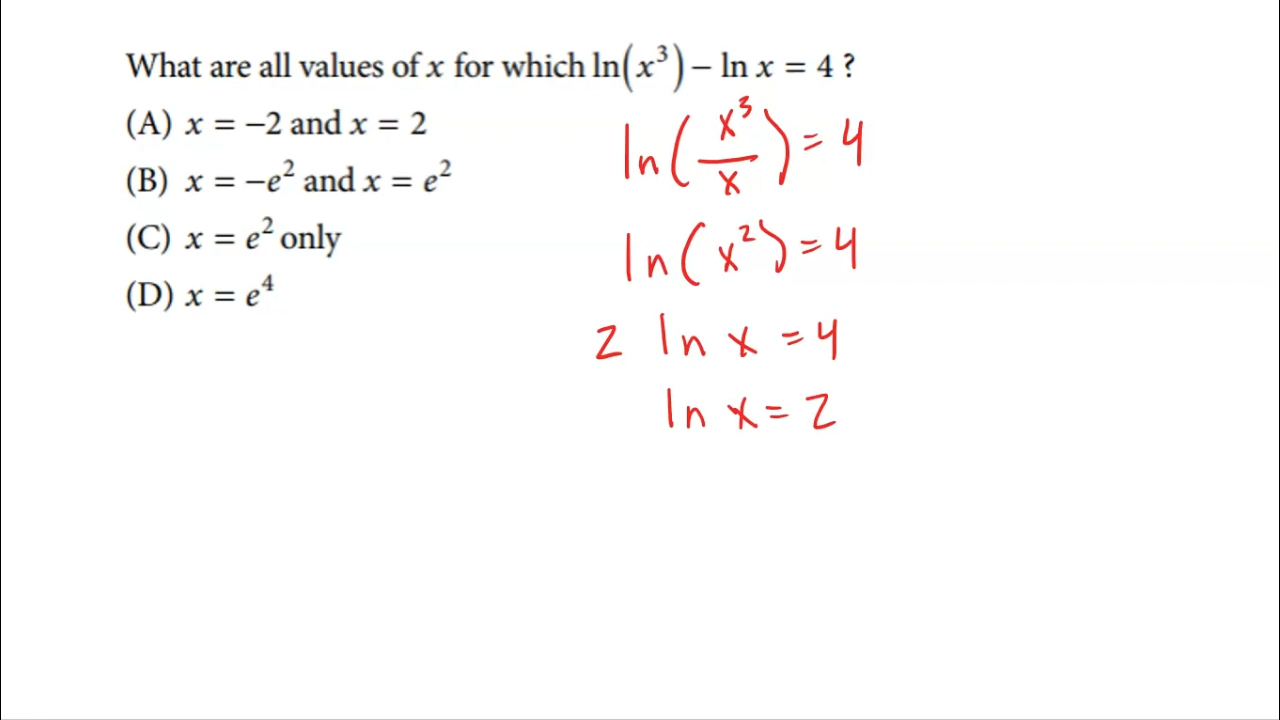 What are all values of x for which ln(x³) – ln x = 4 ?
(A) x = −2 and x = 2
(B) x = −e² and x = e²
(C) x = e² only
(D) x = e⁴
ln(x³/x) = 4
ln(x²) = 4
2 ln x = 4
ln x = 2